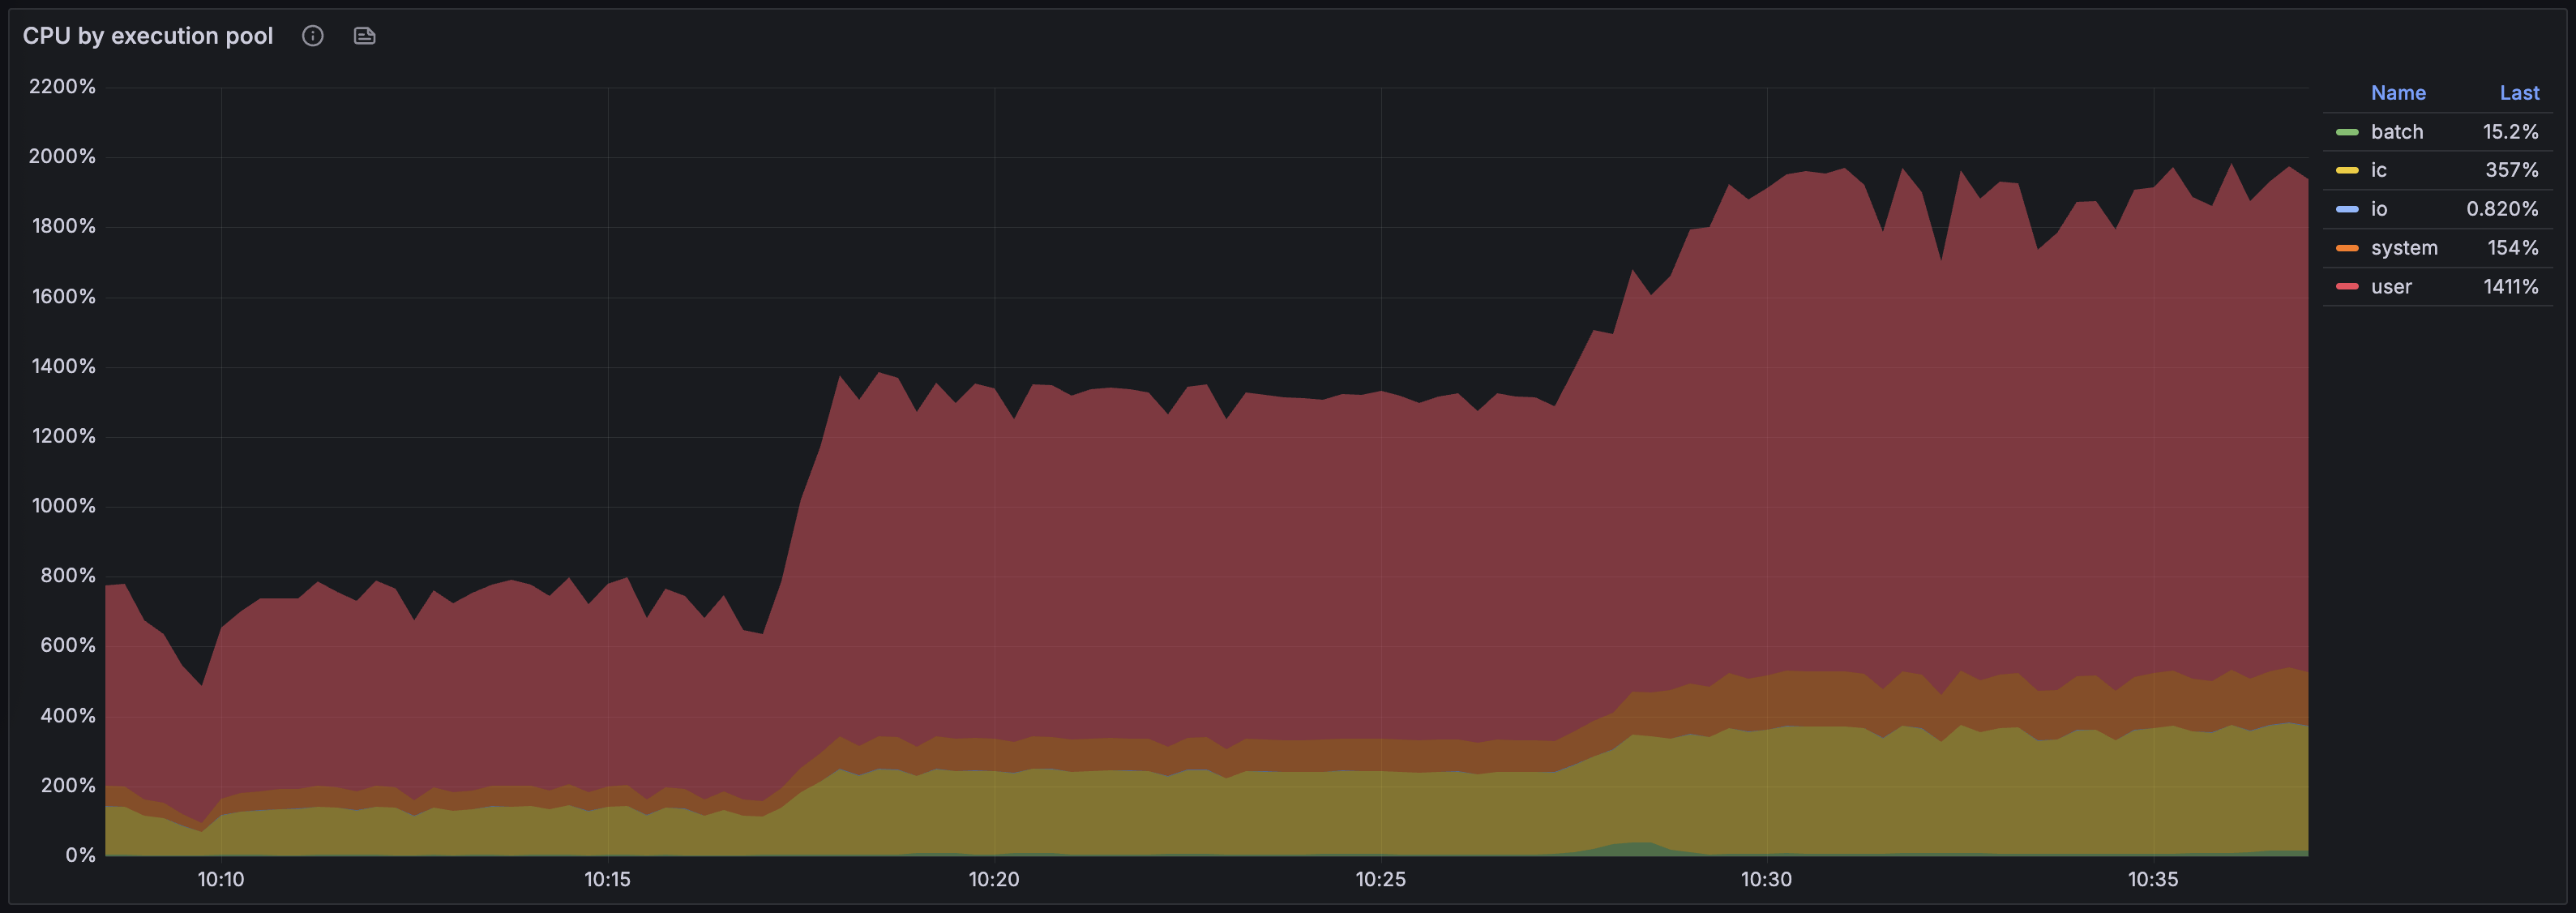 CPU by execution pool
2200%
2000%
1800%
1600%
1400%
1200%
1000%
800%
600%
400%
200%
0%
10:10 10:15 10:20 10:25 10:30 10:35
Name Last
batch 15.2%
ic 357%
io 0.820%
system 154%
user 1411%